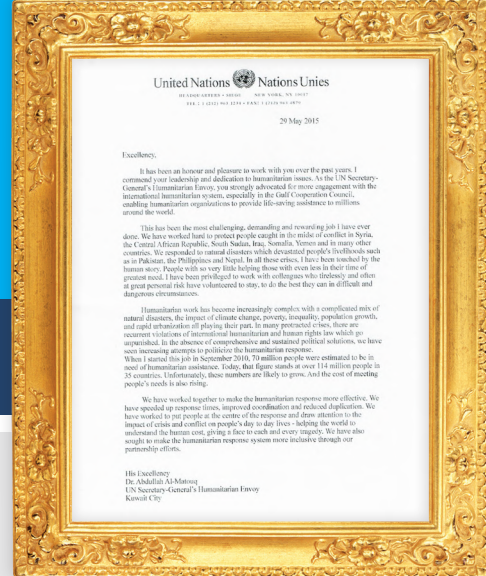 United Nations Nations Unies
HEADQUARTERS • SIEGE NEW YORK, NY 10017
TEL.: 1 (212) 963.1234 • FAX: 1 (212) 963.4879
29 May 2015
Excellency,
It has been an honour and pleasure to work with you over the past years. I
commend your leadership and dedication to humanitarian issues. As the UN Secretary-
General's Humanitarian Envoy, you strongly advocated for more engagement with the
international humanitarian system, especially in the Gulf Cooperation Council,
enabling humanitarian organizations to provide life-saving assistance to millions
around the world.
This has been the most challenging, demanding and rewarding job I have ever
done. We have worked hard to protect people caught in the midst of conflict in Syria,
the Central African Republic, South Sudan, Iraq, Somalia, Yemen and in many other
countries. We responded to natural disasters which devastated people's livelihoods such
as in Pakistan, the Philippines and Nepal. In all these crises, I have been touched by the
human story. People with so very little helping those with even less in their time of
greatest need. I have been privileged to work with colleagues who tirelessly and often
at great personal risk have volunteered to stay, to do the best they can in difficult and
dangerous circumstances.
Humanitarian work has become increasingly complex with a complicated mix of
natural disasters, the impact of climate change, poverty, inequality, population growth,
and rapid urbanization all playing their part. In many protracted crises, there are
recurrent violations of international humanitarian and human rights law which go
unpunished. In the absence of comprehensive and sustained political solutions, we have
seen increasing attempts to politicize the humanitarian response.
When I started this job in September 2010, 70 million people were estimated to be in
need of humanitarian assistance. Today, that figure stands at over 114 million people in
35 countries. Unfortunately, these numbers are likely to grow. And the cost of meeting
people's needs is also rising.
We have worked together to make the humanitarian response more effective. We
have speeded up response times, improved coordination and reduced duplication. We
have worked to put people at the centre of the response and draw attention to the
impact of crisis and conflict on people's day to day lives - helping the world to
understand the human cost, giving a face to each and every tragedy. We have also
sought to make the humanitarian response system more inclusive through our
partnership efforts.
His Excellency
Dr. Abdullah Al-Matouq
UN Secretary-General's Humanitarian Envoy
Kuwait City